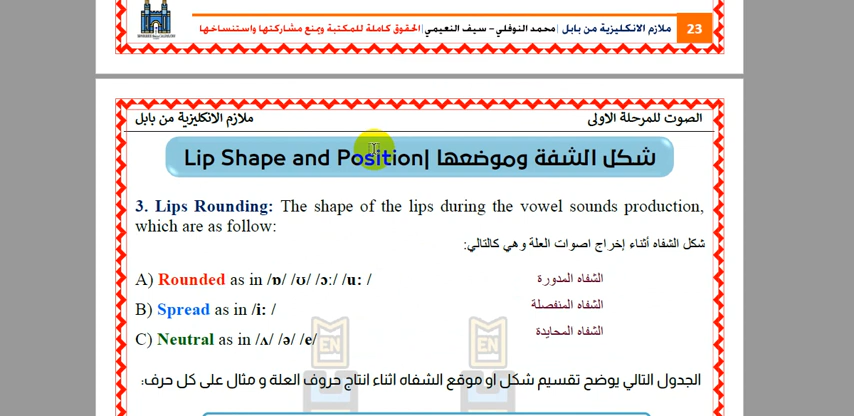 23 ملازم الانكليزية من بابل |محمد النوفلي – سيف النعيمي|الحقوق كاملة للمكتبة ويمنع مشاركتها واستنساخها
الصوت للمرحلة الاولى ملازم الانكليزية من بابل
Lip Shape and Position| شكل الشفة وموضعها
3. Lips Rounding: The shape of the lips during the vowel sounds production,
which are as follow:
شكل الشفاه أثناء إخراج اصوات العلة وهي كالتالي:
A) Rounded as in /ɒ/ /ʊ/ /ɔ:/ /u: / الشفاه المدورة
B) Spread as in /i: / الشفاه المنفصلة
C) Neutral as in /ʌ/ /ə/ /e/ الشفاه المحايدة
EN EN
الجدول التالي يوضح تقسيم شكل او موقع الشفاه اثناء انتاج حروف العلة و مثال على كل حرف: